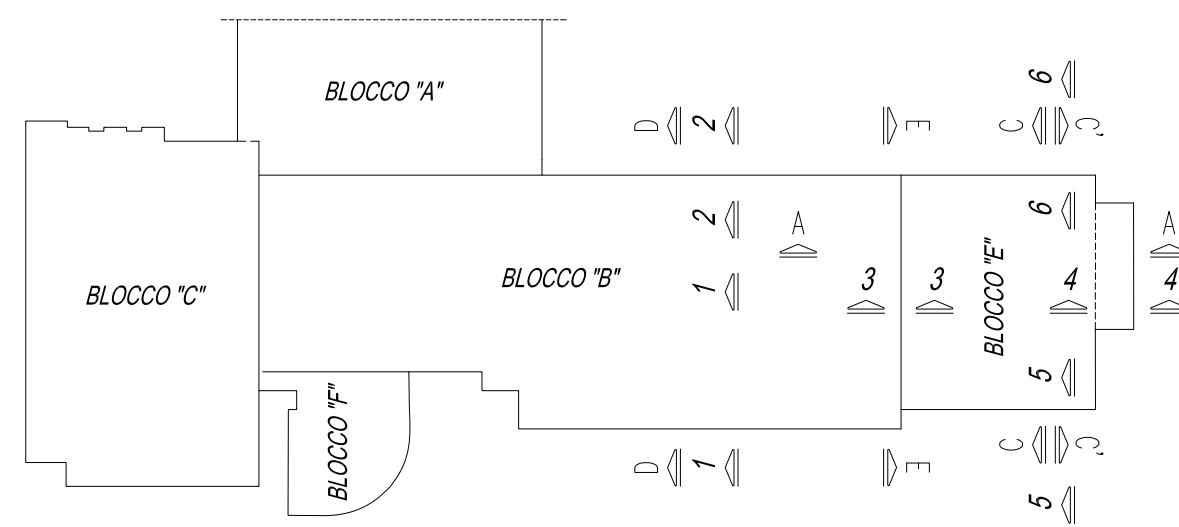 BLOCCO "A"
6
D 2 E C C'
2 A 6 A
BLOCCO "C" BLOCCO "B" 1 3 3 BLOCCO "E" 4 4
5
BLOCCO "F"
D 1 E C C'
5